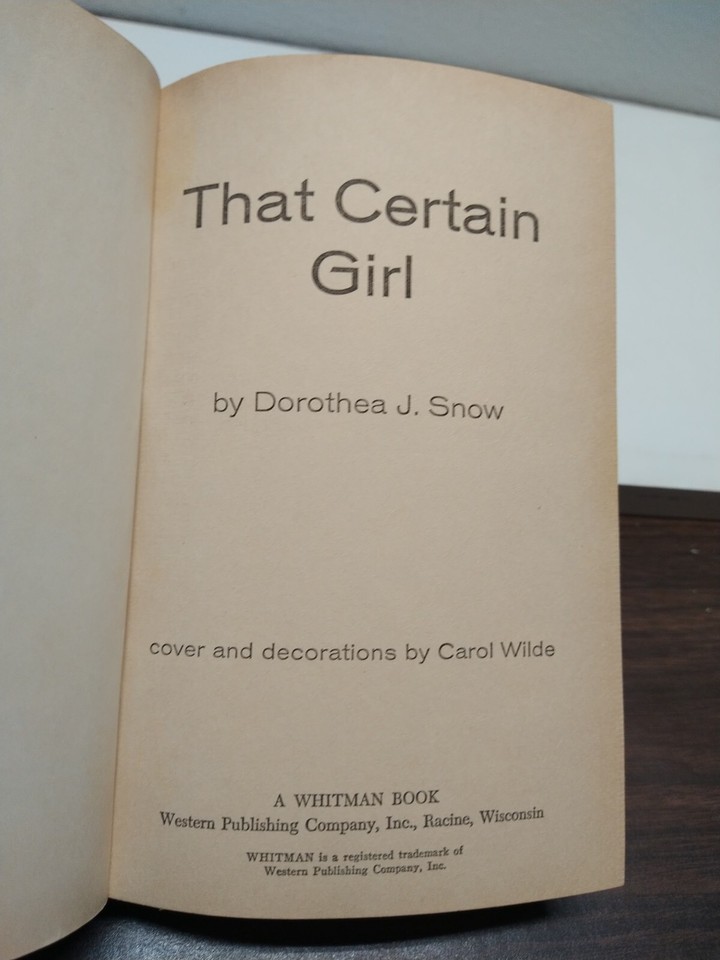 That Certain
Girl
by Dorothea J. Snow
cover and decorations by Carol Wilde
A WHITMAN BOOK
Western Publishing Company, Inc., Racine, Wisconsin
WHITMAN is a registered trademark of
Western Publishing Company, Inc.